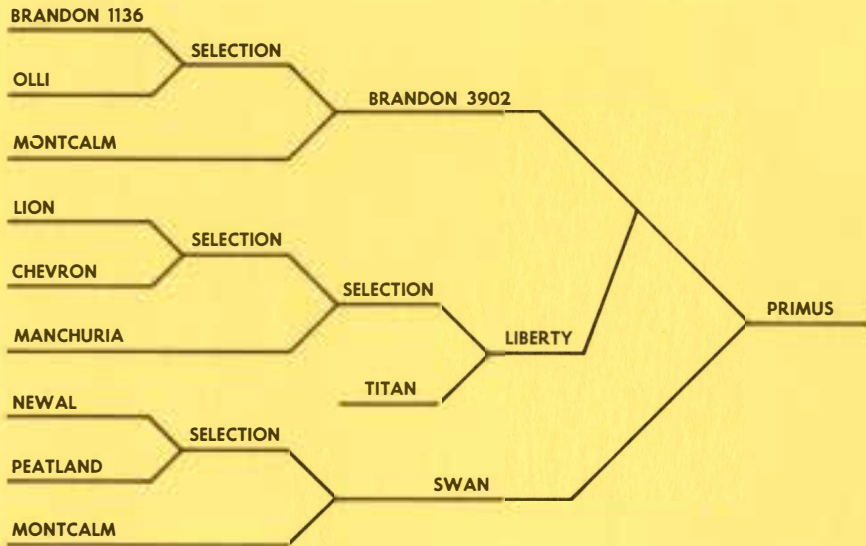 BRANDON 1136
SELECTION
OLLI
BRANDON 3902
MONTCALM
LION
SELECTION
CHEVRON
SELECTION
PRIMUS
MANCHURIA
LIBERTY
TITAN
NEWAL
SELECTION
PEATLAND
SWAN
MONTCALM